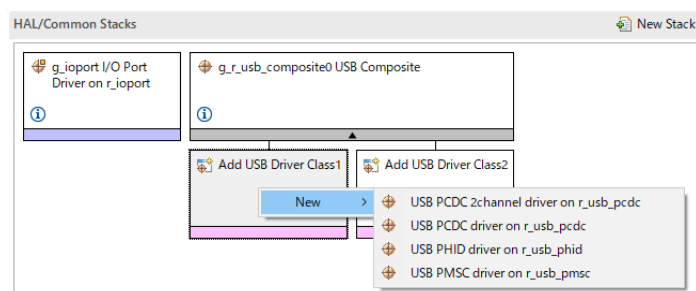 HAL/Common Stacks
New Stack
g_ioport I/O Port
Driver on r_ioport
g_r_usb_composite0 USB Composite
Add USB Driver Class1
Add USB Driver Class2
New
USB PCDC 2channel driver on r_usb_pcdc
USB PCDC driver on r_usb_pcdc
USB PHID driver on r_usb_phid
USB PMSC driver on r_usb_pmsc